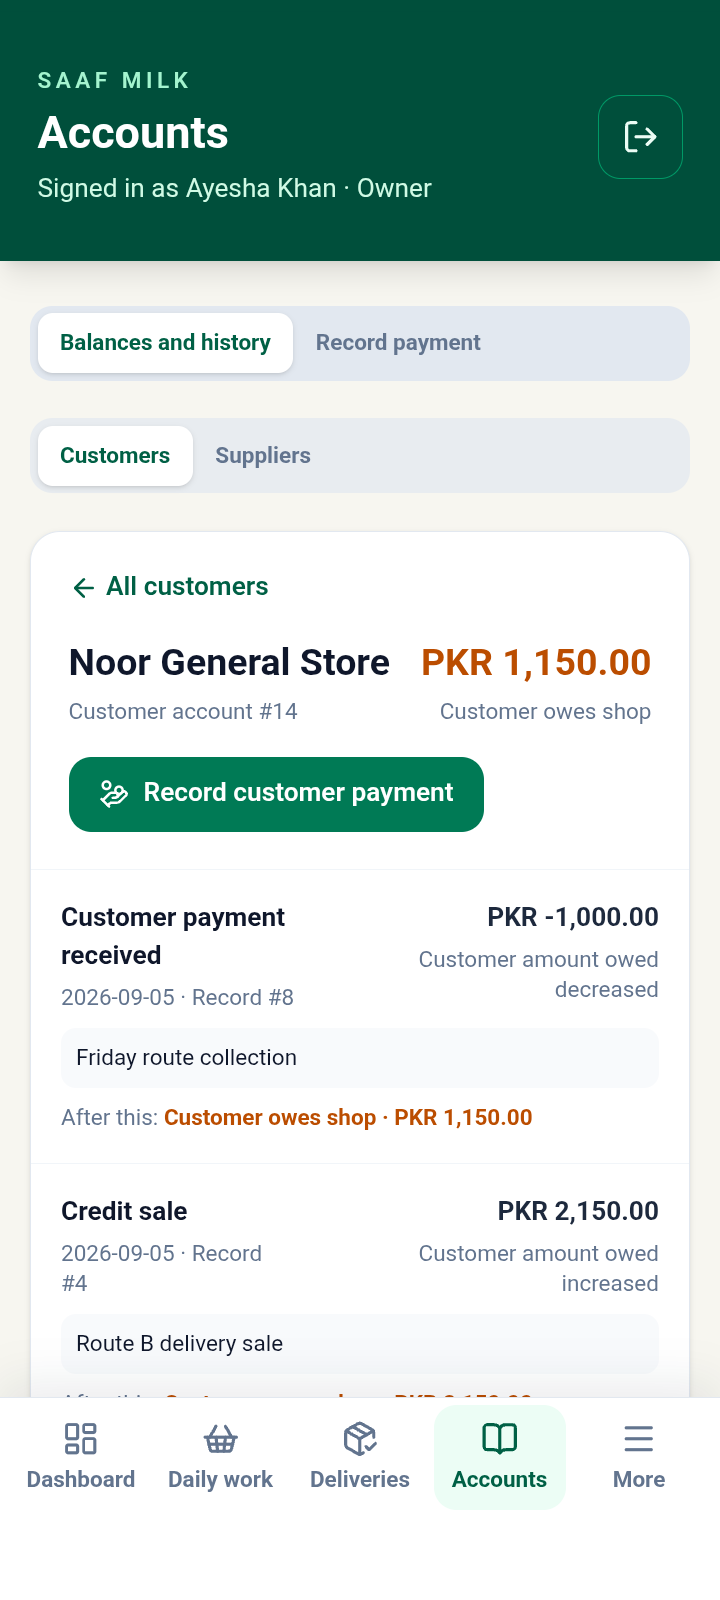 SAAF MILK
Accounts
Signed in as Ayesha Khan · Owner
Balances and history
Record payment
Customers
Suppliers
All customers
Noor General Store
PKR 1,150.00
Customer account #14
Customer owes shop
Record customer payment
Customer payment
received
PKR -1,000.00
Customer amount owed
decreased
2026-09-05 · Record #8
Friday route collection
After this: Customer owes shop · PKR 1,150.00
Credit sale
PKR 2,150.00
2026-09-05 · Record
#4
Customer amount owed
increased
Route B delivery sale
Dashboard
Daily work
Deliveries
Accounts
More